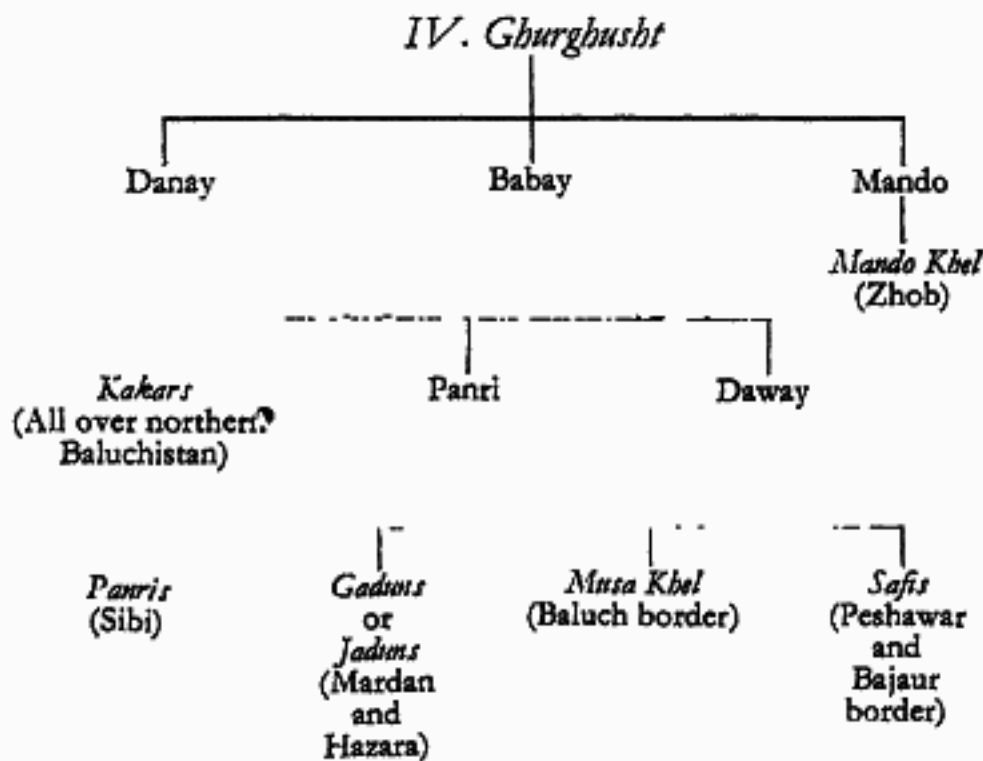 IV. Ghurghusht
Danay
Babay
Mando
Mando Khel
(Zhob)
Kakars
(All over northern
Baluchistan)
Panri
Daway
Panris
(Sibi)
Gaduns
or
Jaduns
(Mardan
and
Hazara)
Musa Khel
(Baluch border)
Safis
(Peshawar
and
Bajaur
border)